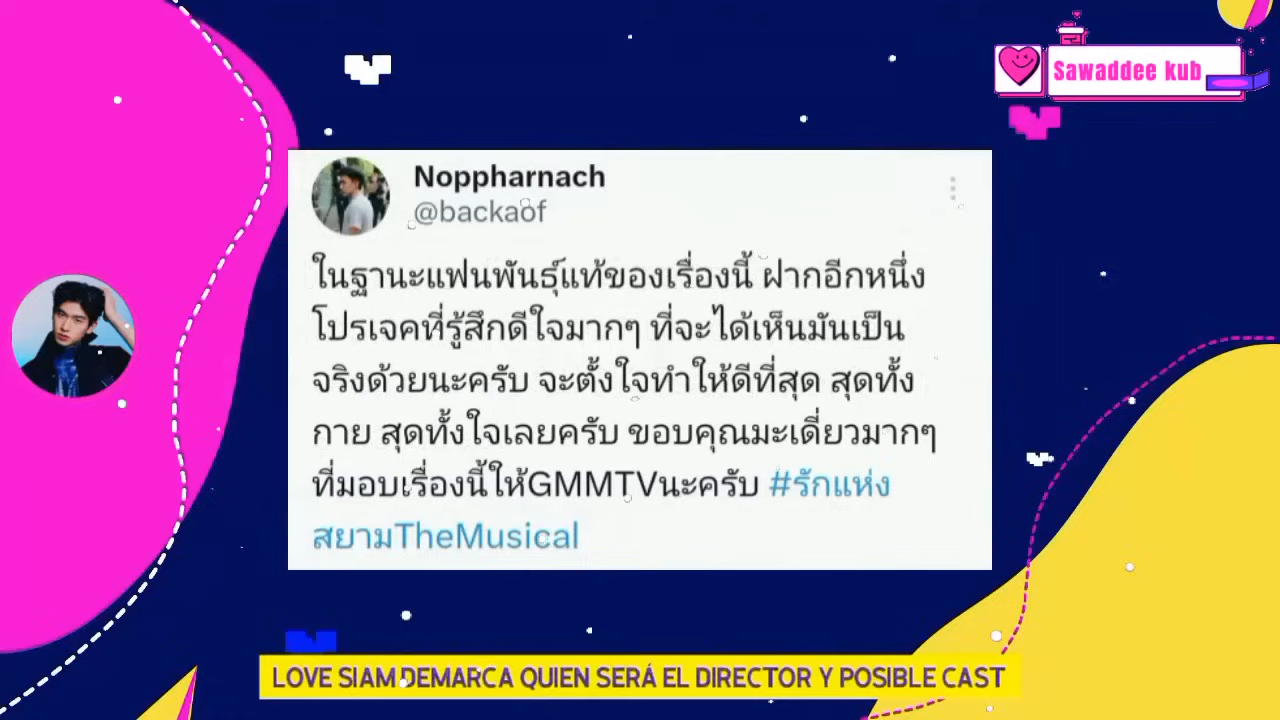 Sawaddee kub
Noppharnach
@backaof
ในฐานะแฟนพันธุ์แท้ของเรื่องนี้ ฝากอีกหนึ่ง
โปรเจคที่รู้สึกดีใจมากๆ ที่จะได้เห็นมันเป็น
จริงด้วยนะครับ จะตั้งใจทำให้ดีที่สุด สุดทั้ง
กาย สุดทั้งใจเลยครับ ขอบคุณมะเดี่ยวมากๆ
ที่มอบเรื่องนี้ให้GMMTVนะครับ #รักแห่ง
สยามTheMusical
LOVE SIAM DEMARCA QUIEN SERÁ EL DIRECTOR Y POSIBLE CAST